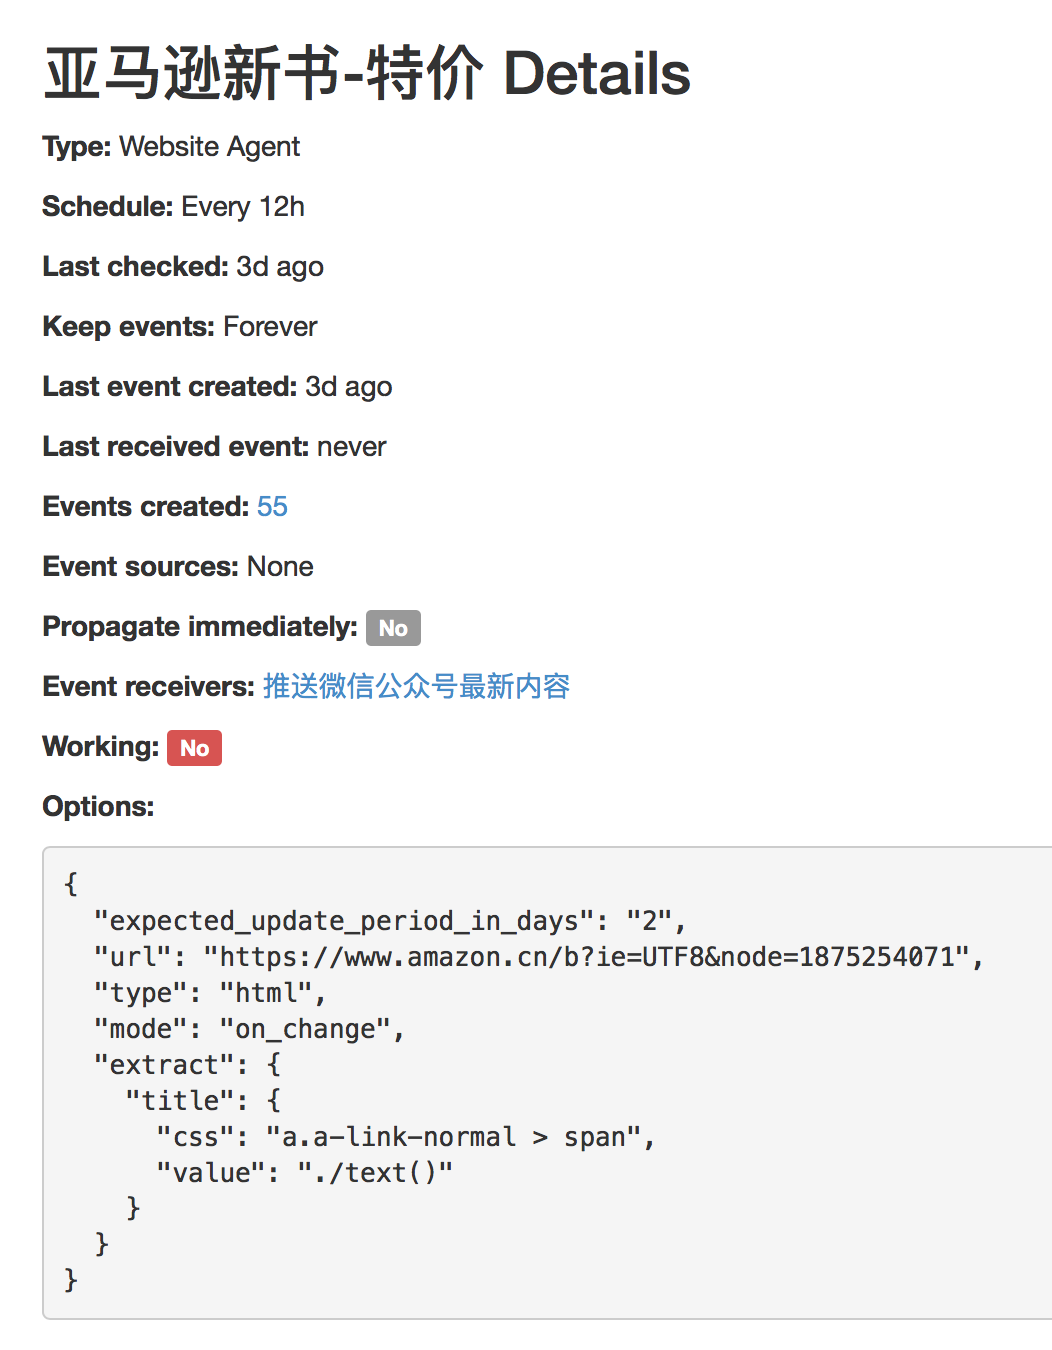 亚马逊新书-特价 Details
Type: Website Agent
Schedule: Every 12h
Last checked: 3d ago
Keep events: Forever
Last event created: 3d ago
Last received event: never
Events created: 55
Event sources: None
Propagate immediately: No
Event receivers: 推送微信公众号最新内容
Working: No
Options:
{
  "expected_update_period_in_days": "2",
  "url": "https://www.amazon.cn/b?ie=UTF8&node=1875254071",
  "type": "html",
  "mode": "on_change",
  "extract": {
    "title": {
      "css": "a.a-link-normal > span",
      "value": "./text()"
    }
  }
}